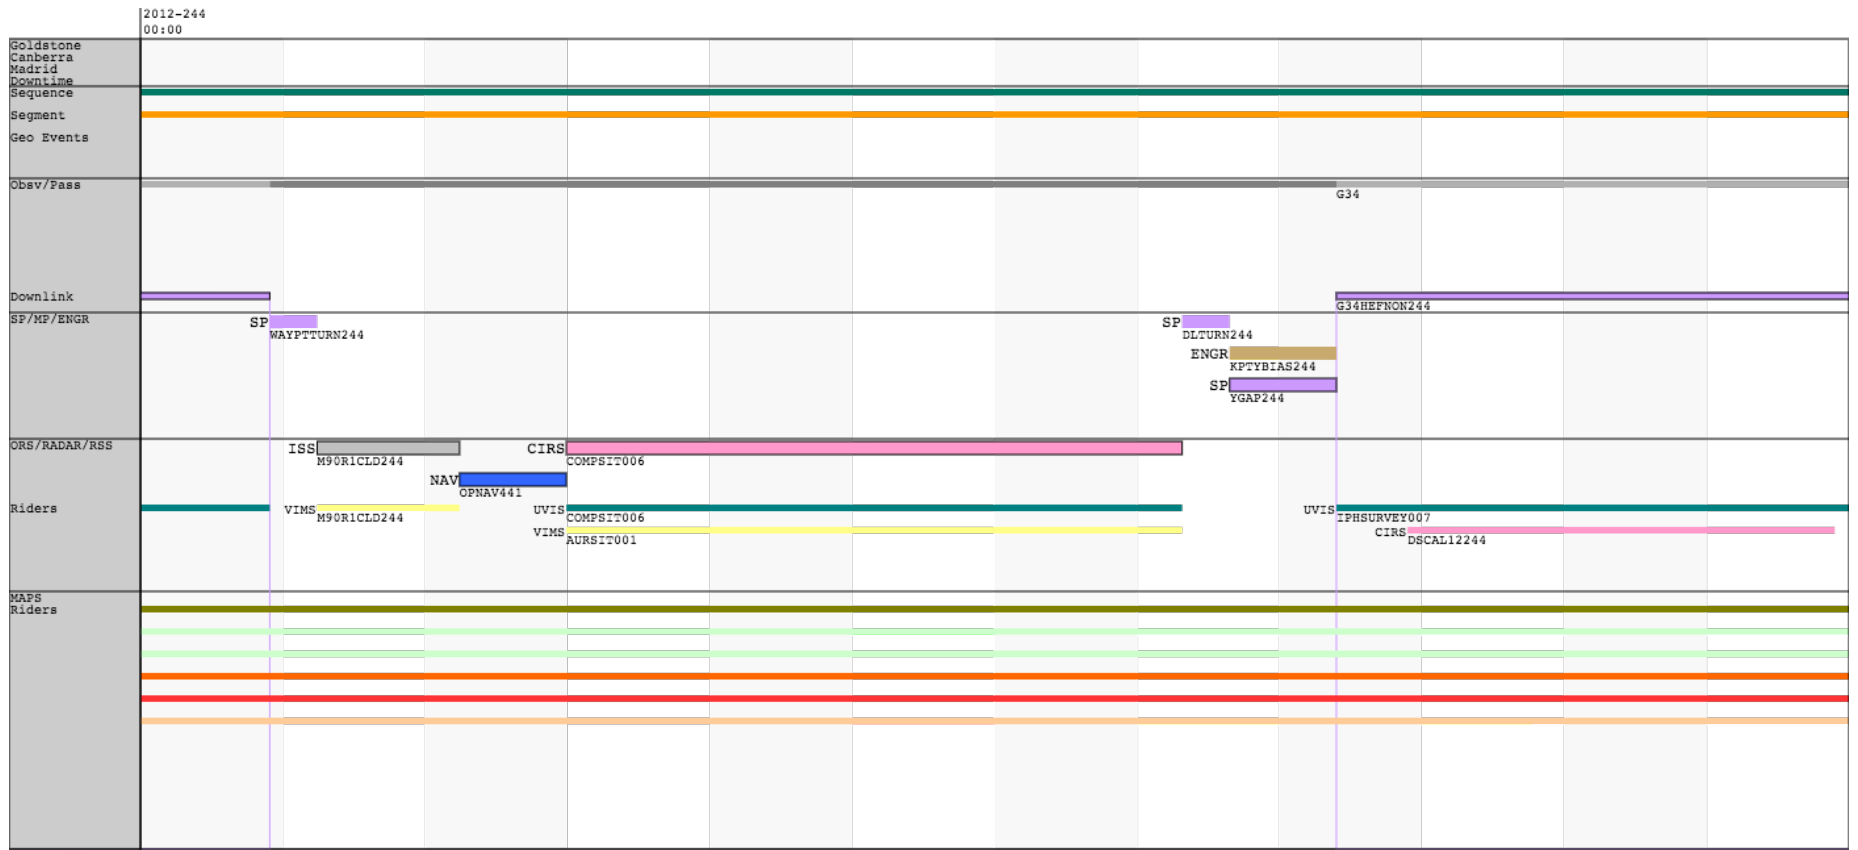 2012-244
00:00
Goldstone
Canberra
Madrid
Downtime
Sequence
Segment
Geo Events
Obsv/Pass
G34
Downlink
G34HEFNON244
SP/MP/ENGR
SP
WAYPTTURN244
SP
DLTURN244
ENGR
KPTYBIAS244
SP
YGAP244
ORS/RADAR/RSS
ISS
M90R1CLD244
CIRS
COMPSIT006
NAV
OPNAV441
Riders
VIMS
M90R1CLD244
UVIS
COMPSIT006
UVIS
IPHSURVEY007
VIMS
AURSIT001
CIRS
DSCAL12244
MAPS
Riders